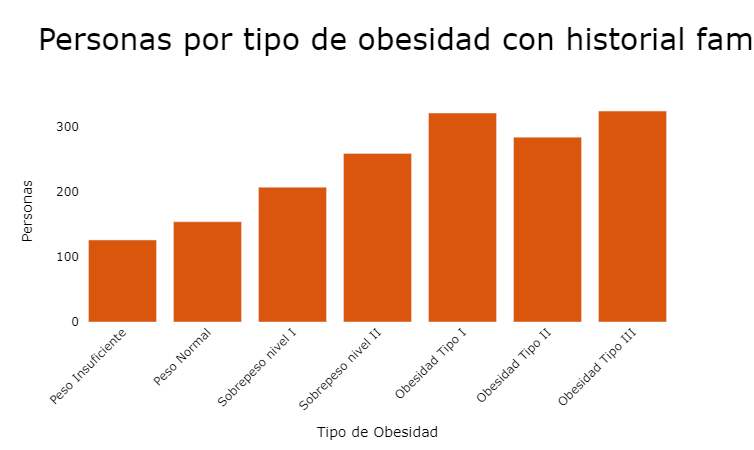 Personas por tipo de obesidad con historial fam
300
200
100
0
Personas
Peso Insuficiente
Peso Normal
Sobrepeso nivel I
Sobrepeso nivel II
Obesidad Tipo I
Obesidad Tipo II
Obesidad Tipo III
Tipo de Obesidad